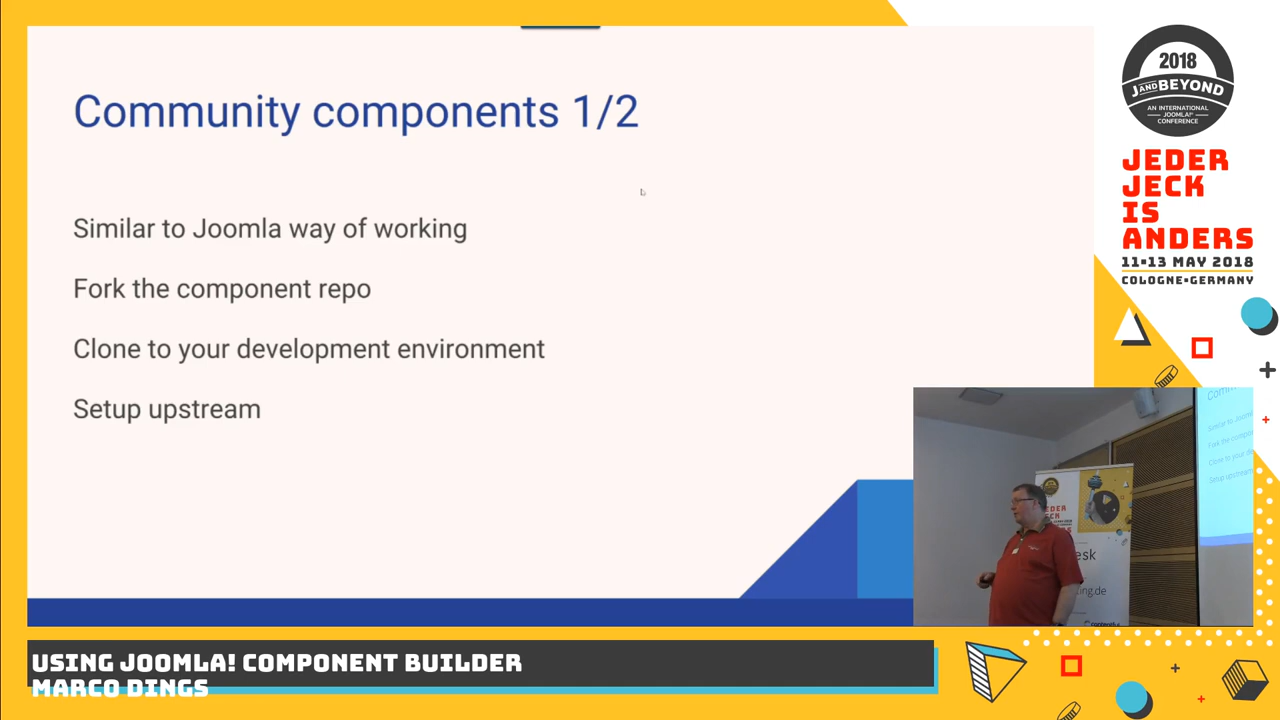 Community components 1/2
Similar to Joomla way of working
Fork the component repo
Clone to your development environment
Setup upstream
2018
J AND BEYOND
AN INTERNATIONAL
JOOMLA!®
CONFERENCE
JEDER
JECK
IS
ANDERS
11•13 MAY 2018
COLOGNE•GERMANY
USING JOOMLA! COMPONENT BUILDER
MARCO DINGS